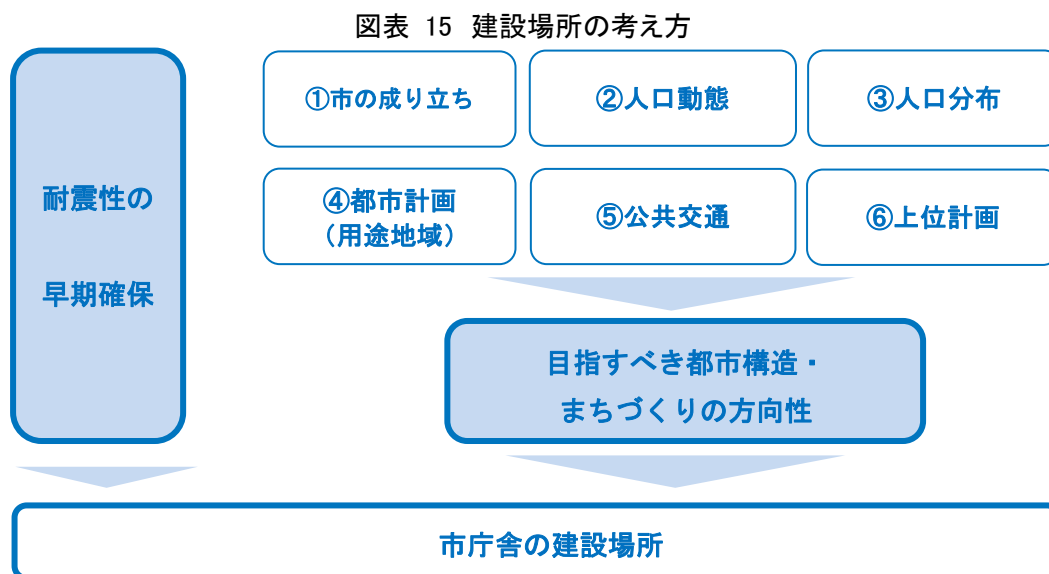 図表 15 建設場所の考え方
耐震性の
早期確保
①市の成り立ち
②人口動態
③人口分布
④都市計画
（用途地域）
⑤公共交通
⑥上位計画
目指すべき都市構造・
まちづくりの方向性
市庁舎の建設場所